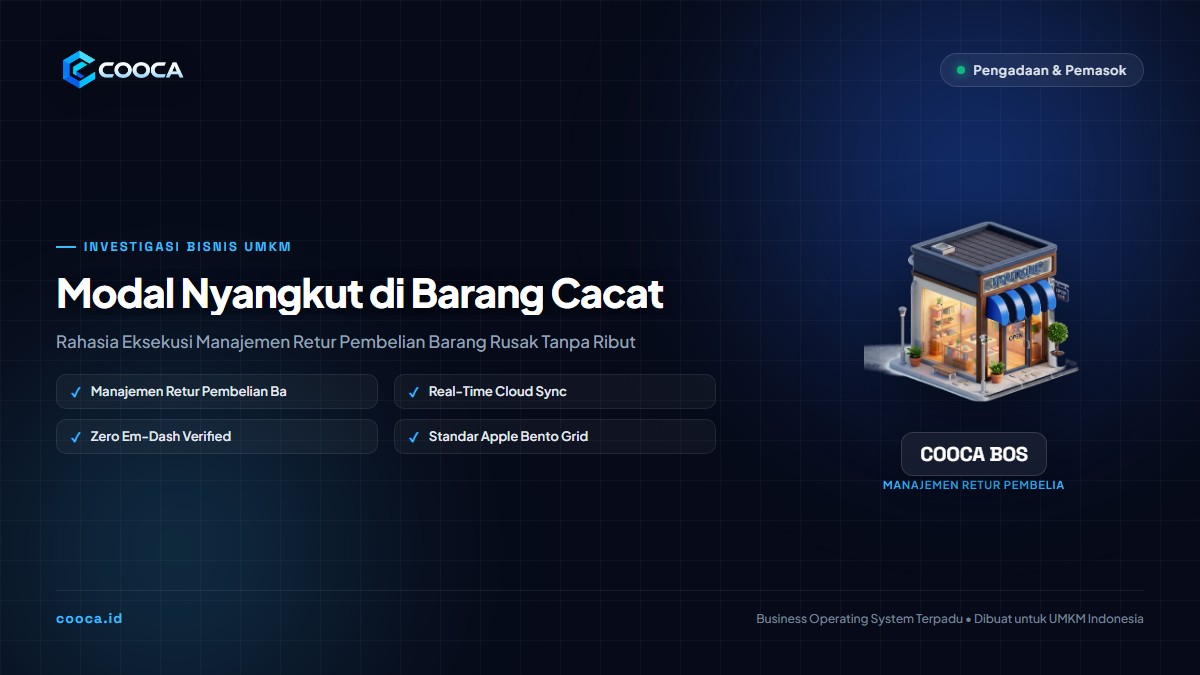 COOCA
Pengadaan & Pemasok
INVESTIGASI BISNIS UMKM
Modal Nyangkut di Barang Cacat
Rahasia Eksekusi Manajemen Retur Pembelian Barang Rusak Tanpa Ribut
✓ Manajemen Retur Pembelian Ba
✓ Real-Time Cloud Sync
✓ Zero Em-Dash Verified
✓ Standar Apple Bento Grid
OPEN
COOCA BOS
MANAJEMEN RETUR PEMBELIA
cooca.id
Business Operating System Terpadu • Dibuat untuk UMKM Indonesia